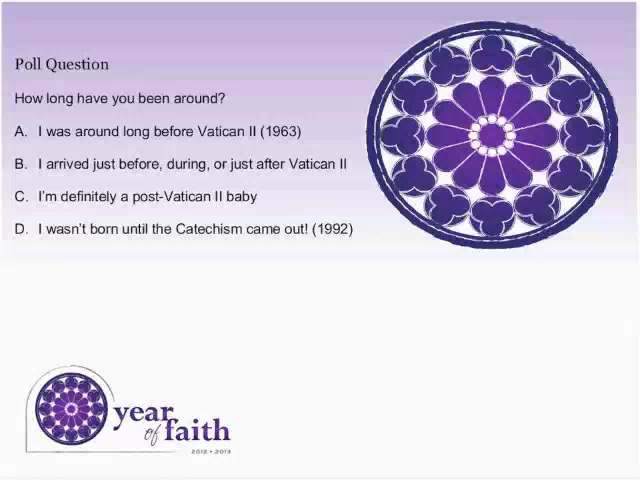 Poll Question
How long have you been around?
A. I was around long before Vatican II (1963)
B. I arrived just before, during, or just after Vatican II
C. I'm definitely a post-Vatican II baby
D. I wasn't born until the Catechism came out! (1992)
year
of faith
2012 • 2013